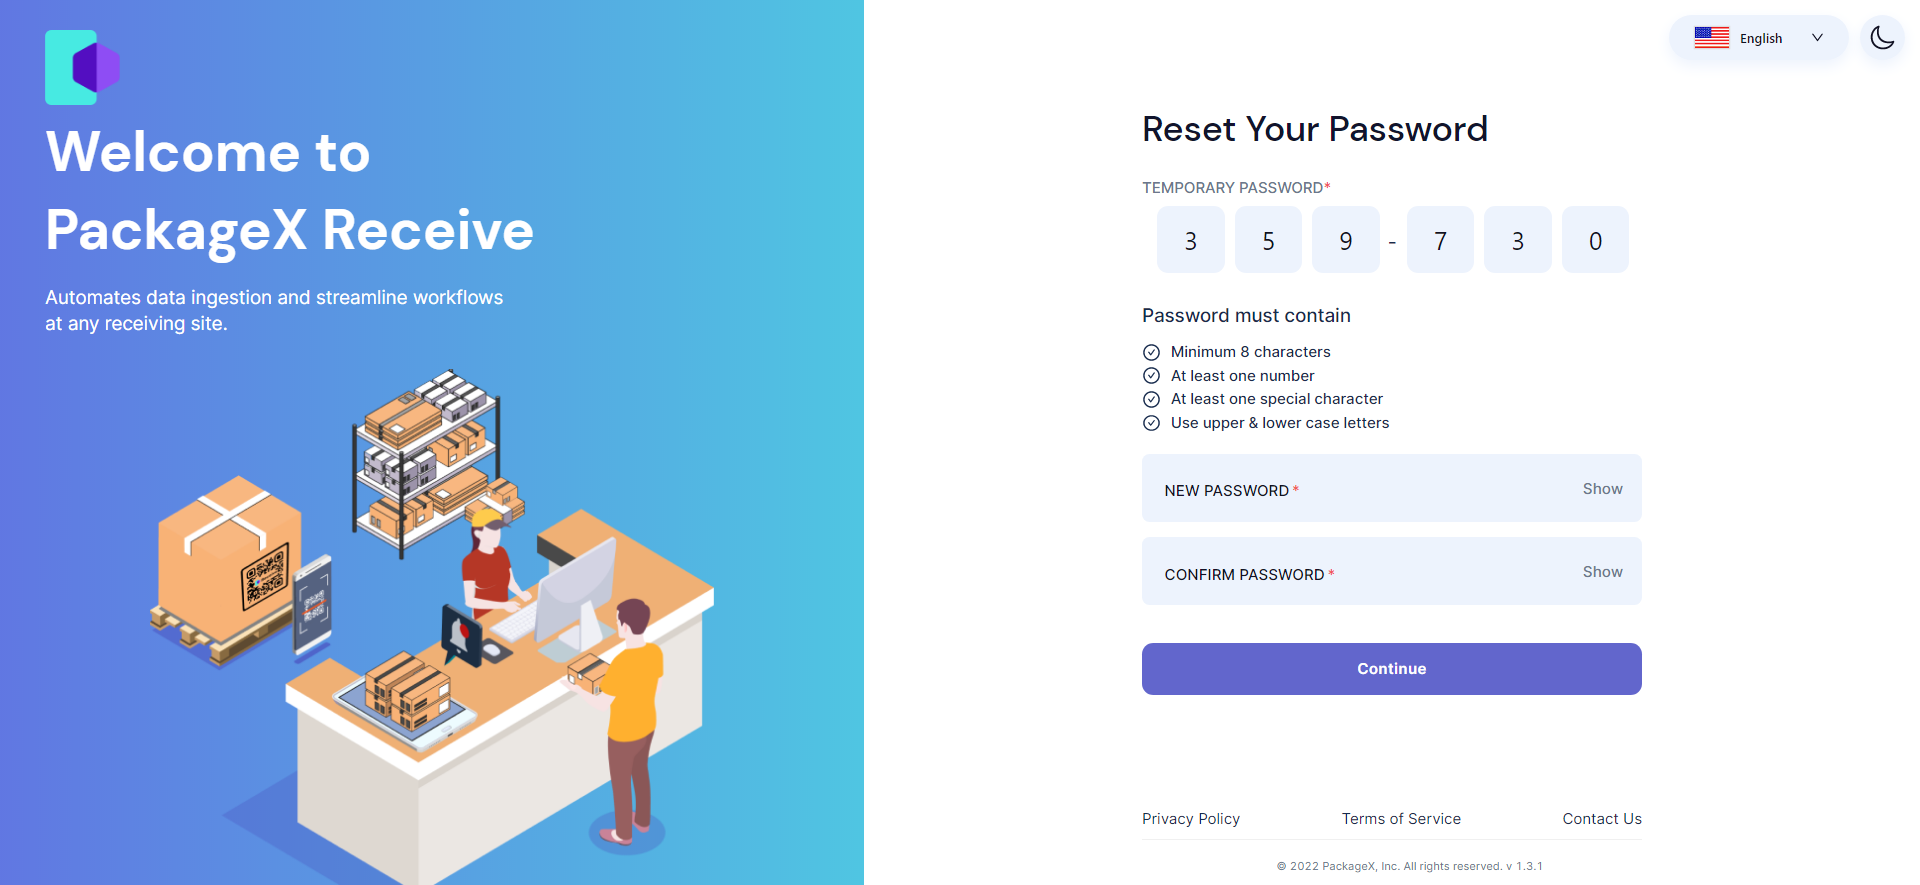 Welcome to
PackageX Receive
Automates data ingestion and streamline workflows
at any receiving site.
English
Reset Your Password
TEMPORARY PASSWORD*
3 5 9 - 7 3 0
Password must contain
Minimum 8 characters
At least one number
At least one special character
Use upper & lower case letters
NEW PASSWORD * Show
CONFIRM PASSWORD * Show
Continue
Privacy Policy Terms of Service Contact Us
© 2022 PackageX, Inc. All rights reserved. v 1.3.1